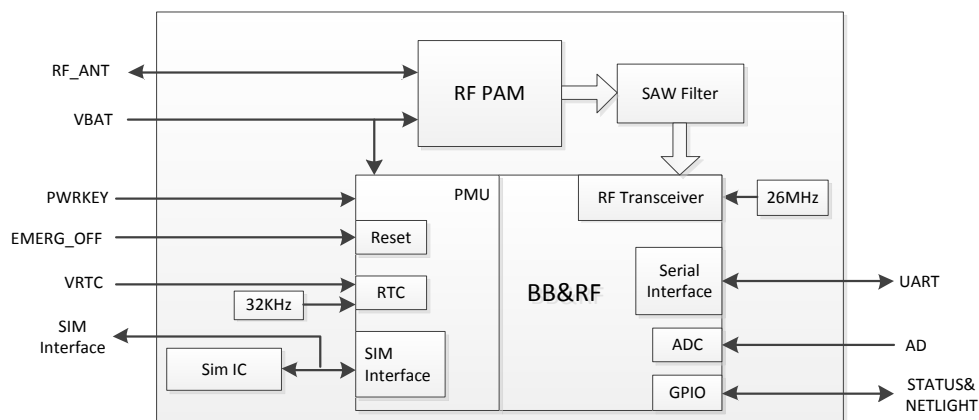 RF_ANT
RF PAM
SAW Filter
VBAT
PWRKEY
PMU
RF Transceiver
26MHz
EMERG_OFF
Reset
VRTC
RTC
32KHz
BB&RF
Serial
Interface
UART
SIM
Interface
Sim IC
SIM
Interface
ADC
AD
GPIO
STATUS&
NETLIGHT